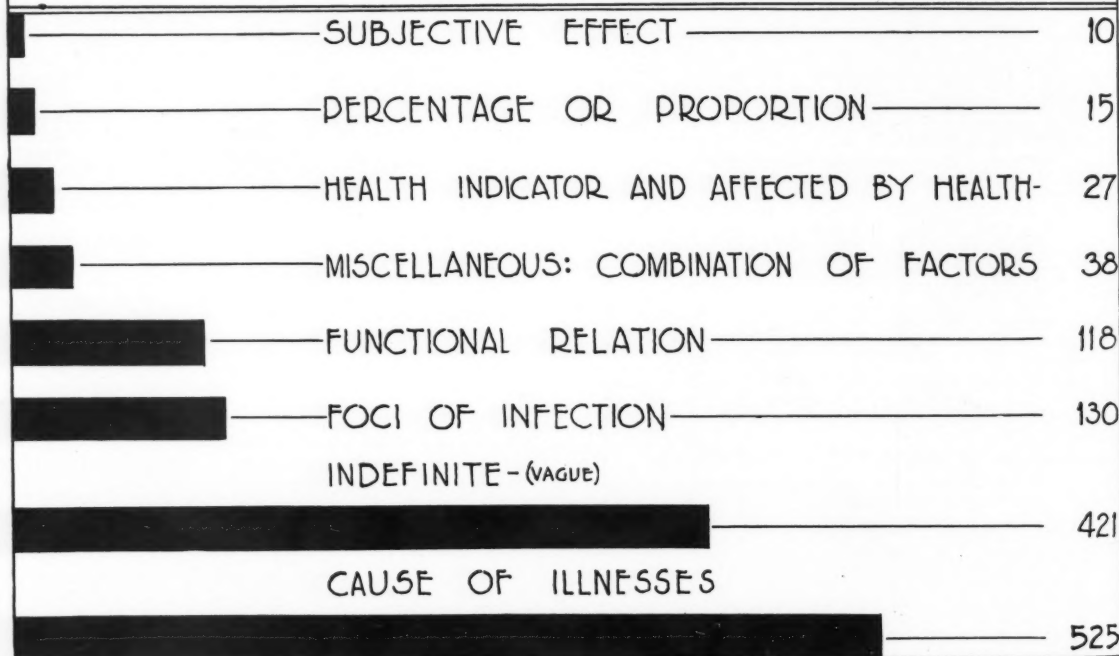 SUBJECTIVE EFFECT 10
PERCENTAGE OR PROPORTION 15
HEALTH INDICATOR AND AFFECTED BY HEALTH- 27
MISCELLANEOUS: COMBINATION OF FACTORS 38
FUNCTIONAL RELATION 118
FOCI OF INFECTION 130
INDEFINITE-(VAGUE)
421
CAUSE OF ILLNESSES
525